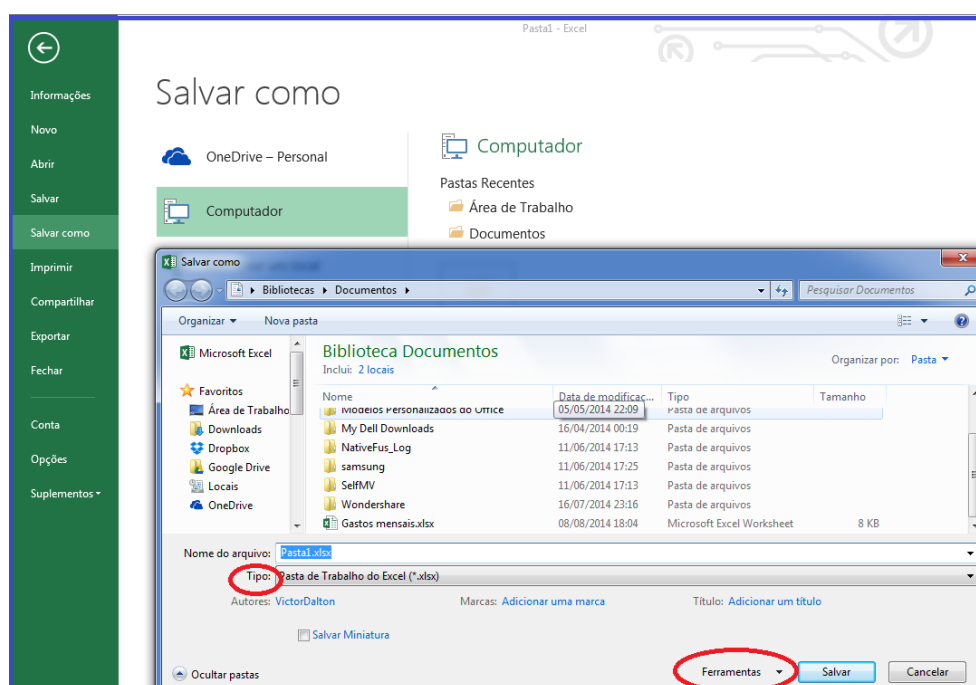 Pasta1 - Excel
Informações
Novo
Abrir
Salvar
Salvar como
Imprimir
Compartilhar
Exportar
Fechar
Conta
Opções
Suplementos
Salvar como
OneDrive – Personal
Computador
Computador
Pastas Recentes
Área de Trabalho
Documentos
Salvar como
Bibliotecas Documentos
Pesquisar Documentos
Organizar Nova pasta
Microsoft Excel
Favoritos
Área de Trabalho
Downloads
Dropbox
Google Drive
Locais
OneDrive
Biblioteca Documentos
Inclui: 2 locais
Organizar por: Pasta
Nome Data de modificaç... Tipo Tamanho
Modelos Personalizados do Office 05/05/2014 22:09 Pasta de arquivos
My Dell Downloads 16/04/2014 00:19 Pasta de arquivos
NativeFus_Log 11/06/2014 17:13 Pasta de arquivos
samsung 11/06/2014 17:25 Pasta de arquivos
SelfMV 11/06/2014 17:13 Pasta de arquivos
Wondershare 16/07/2014 23:16 Pasta de arquivos
Gastos mensais.xlsx 08/08/2014 18:04 Microsoft Excel Worksheet 8 KB
Nome do arquivo: Pasta1.xlsx
Tipo: Pasta de Trabalho do Excel (*.xlsx)
Autores: VictorDalton Marcas: Adicionar uma marca Título: Adicionar um título
Salvar Miniatura
Ocultar pastas Ferramentas Salvar Cancelar